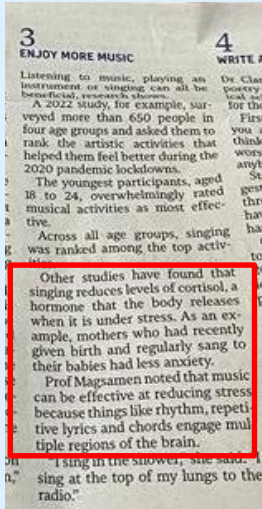 3
ENJOY MORE MUSIC
Listening to music, playing an
instrument or singing can all be
beneficial, research shows.
A 2022 study, for example, sur-
veyed more than 650 people in
four age groups and asked them to
rank the artistic activities that
helped them feel better during the
2020 pandemic lockdowns.
The youngest participants, aged
18 to 24, overwhelmingly rated
musical activities as most effec-
tive.
Across all age groups, singing
was ranked among the top activ-
ities.
Other studies have found that
singing reduces levels of cortisol, a
hormone that the body releases
when it is under stress. As an ex-
ample, mothers who had recently
given birth and regularly sang to
their babies had less anxiety.
Prof Magsamen noted that music
can be effective at reducing stress
because things like rhythm, repeti-
tive lyrics and chords engage mul
tiple regions of the brain.
"I sing in the shower," she said. "I
sing at the top of my lungs to the
radio."
4
WRITE
Dr
poetry
for the
Firs
you
think